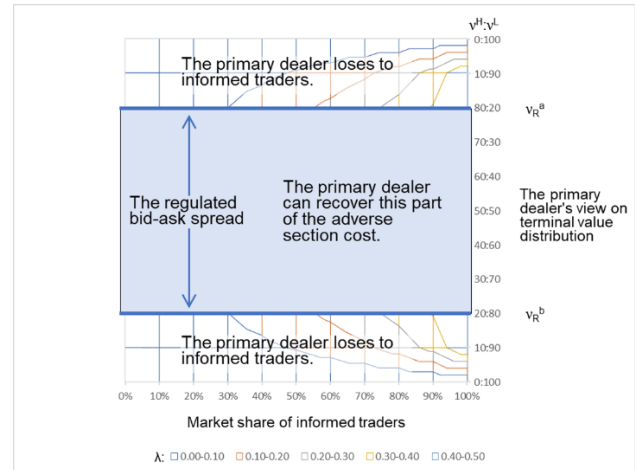 ν^H:ν^L
0:100
The primary dealer loses to
informed traders.
10:90
80:20
ν_R^a
70:30
60:40
The regulated
bid-ask spread
The primary dealer
can recover this part
of the adverse
section cost.
50:50
The primary
dealer's view on
terminal value
distribution
40:60
30:70
20:80
ν_R^b
The primary dealer loses to
informed traders.
10:90
0:100
0% 10% 20% 30% 40% 50% 60% 70% 80% 90% 100%
Market share of informed traders
λ: 0.00-0.10 0.10-0.20 0.20-0.30 0.30-0.40 0.40-0.50